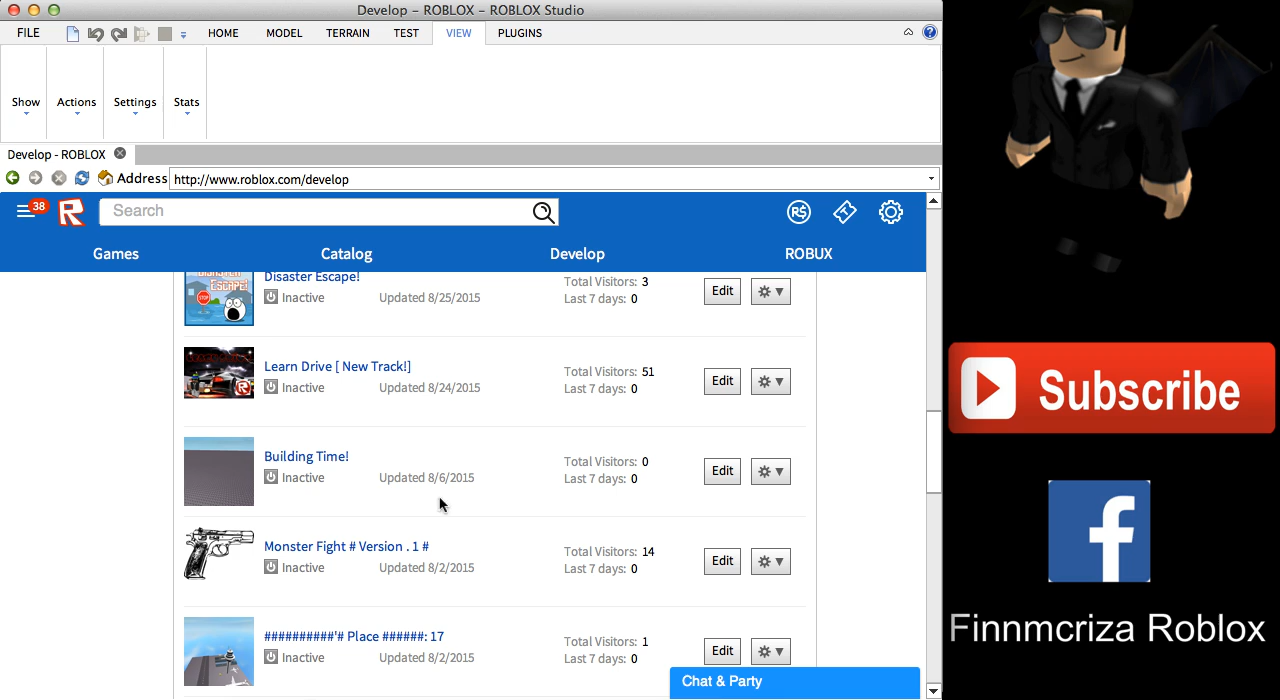 Develop – ROBLOX – ROBLOX Studio
FILE HOME MODEL TERRAIN TEST VIEW PLUGINS
Show Actions Settings Stats
Develop - ROBLOX
Address http://www.roblox.com/develop
38 R Search R$
Games Catalog Develop ROBUX
Disaster Escape! Total Visitors: 3
Inactive Updated 8/25/2015 Last 7 days: 0
Edit
Learn Drive [ New Track!] Total Visitors: 51
Inactive Updated 8/24/2015 Last 7 days: 0
Edit
Building Time! Total Visitors: 0
Inactive Updated 8/6/2015 Last 7 days: 0
Edit
Monster Fight # Version . 1 # Total Visitors: 14
Inactive Updated 8/2/2015 Last 7 days: 0
Edit
##########'# Place ######: 17 Total Visitors: 1
Inactive Updated 8/2/2015 Last 7 days: 0
Edit
Chat & Party
Subscribe
f
Finnmcriza Roblox